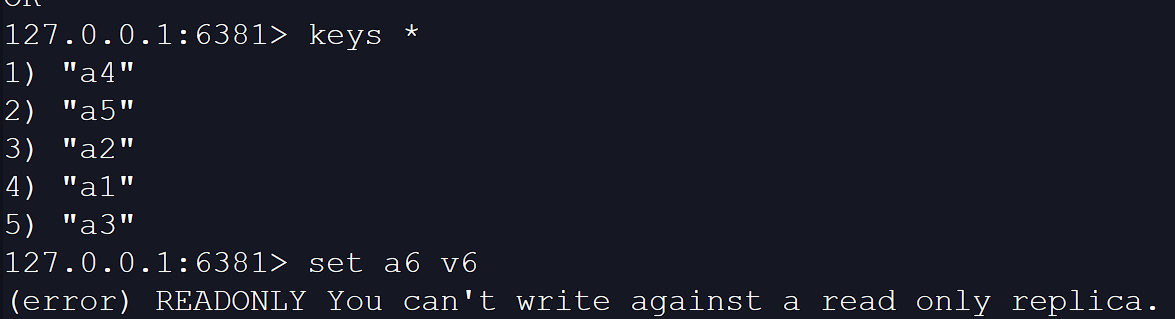 OK
127.0.0.1:6381> keys *
1) "a4"
2) "a5"
3) "a2"
4) "a1"
5) "a3"
127.0.0.1:6381> set a6 v6
(error) READONLY You can't write against a read only replica.